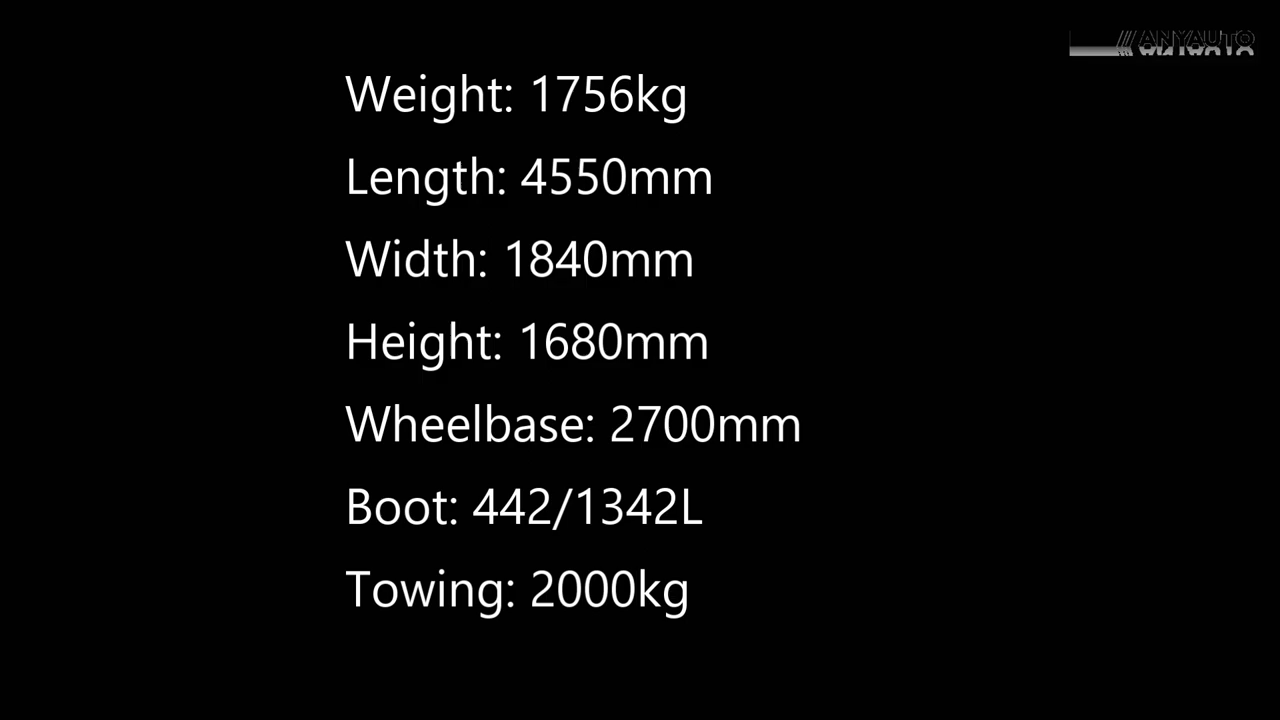 ANYAUTO
Weight: 1756kg
Length: 4550mm
Width: 1840mm
Height: 1680mm
Wheelbase: 2700mm
Boot: 442/1342L
Towing: 2000kg